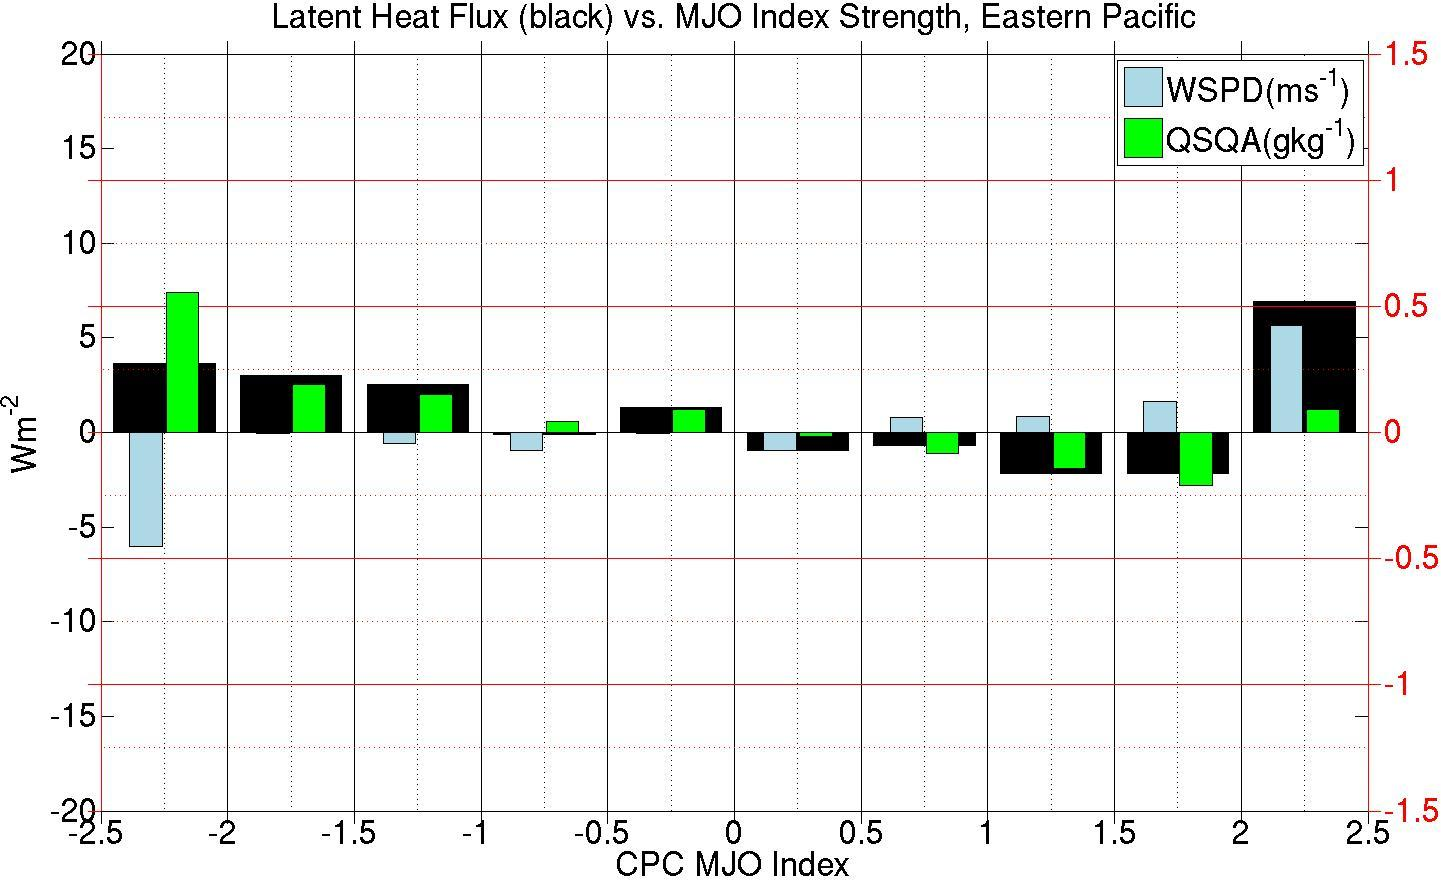 Latent Heat Flux (black) vs. MJO Index Strength, Eastern Pacific
WSPD(ms⁻¹)
QSQA(gkg⁻¹)
20
15
10
5
0
-5
-10
-15
-20
Wm⁻²
1.5
1
0.5
0
-0.5
-1
-1.5
-2.5 -2 -1.5 -1 -0.5 0 0.5 1 1.5 2 2.5
CPC MJO Index